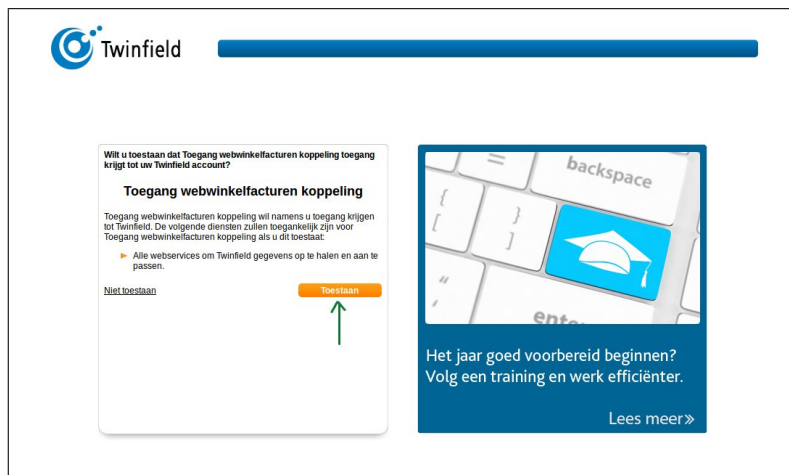 Twinfield
Wilt u toestaan dat Toegang webwinkelfacturen koppeling toegang
krijgt tot uw Twinfield account?
Toegang webwinkelfacturen koppeling
Toegang webwinkelfacturen koppeling wil namens u toegang krijgen
tot Twinfield. De volgende diensten zullen toegankelijk zijn voor
Toegang webwinkelfacturen koppeling als u dit toestaat:
Alle webservices om Twinfield gegevens op te halen en aan te
passen.
Niet toestaan
Toestaan
=
backspace
{
[
}
]
"
'
enter
Het jaar goed voorbereid beginnen?
Volg een training en werk efficiënter.
Lees meer»